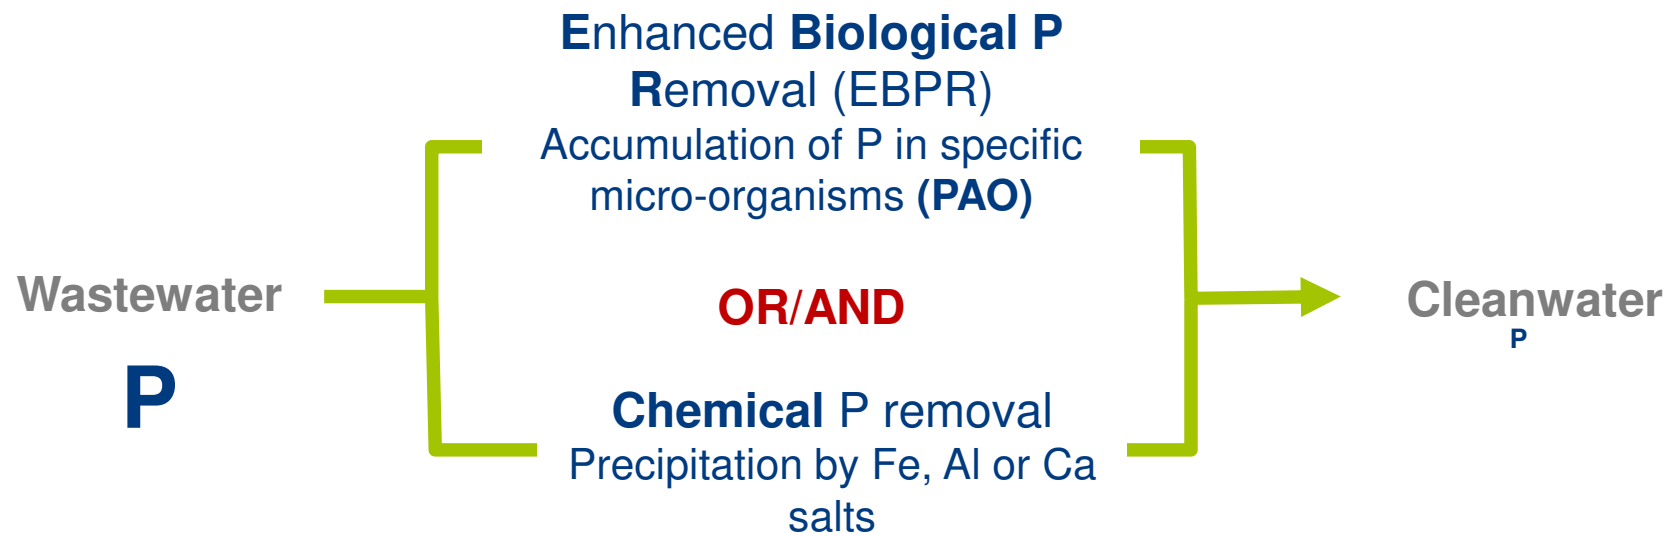 Enhanced Biological P
Removal (EBPR)
Accumulation of P in specific
micro-organisms (PAO)
Wastewater
P
OR/AND
Cleanwater
P
Chemical P removal
Precipitation by Fe, Al or Ca
salts